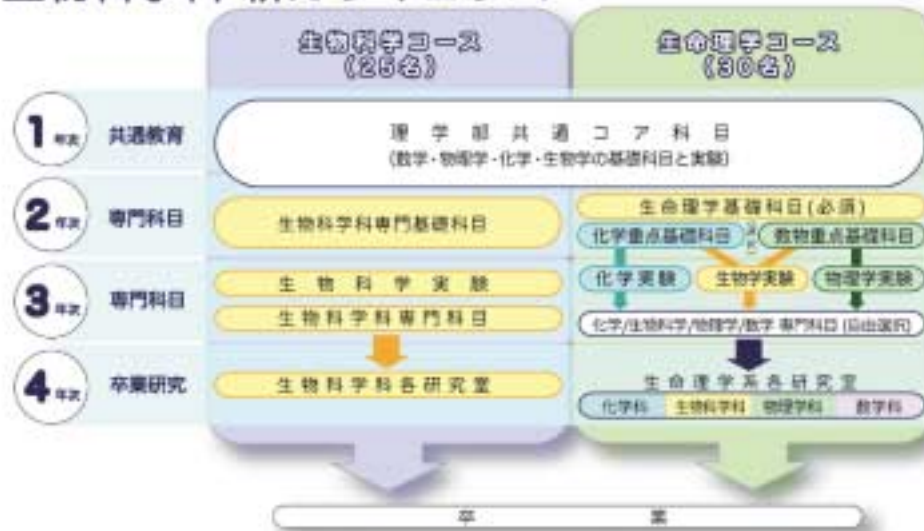 生物科学コース
(25名)
生命理学コース
(30名)
1年次 共通教育
理学部共通コア科目
(数学・物理学・化学・生物学の基礎科目と実験)
2年次 専門科目
生物科学科専門基礎科目
生命理学基礎科目(必須)
化学重点基礎科目
数物重点基礎科目
3年次 専門科目
生物科学実験
化学実験 生物学実験 物理学実験
生物科学科専門科目
化学/生物科学/物理学/数学 専門科目(自由選択)
4年次 卒業研究
生物科学科各研究室
生命理学系各研究室
化学科 生物科学科 物理学科 数学科
卒業